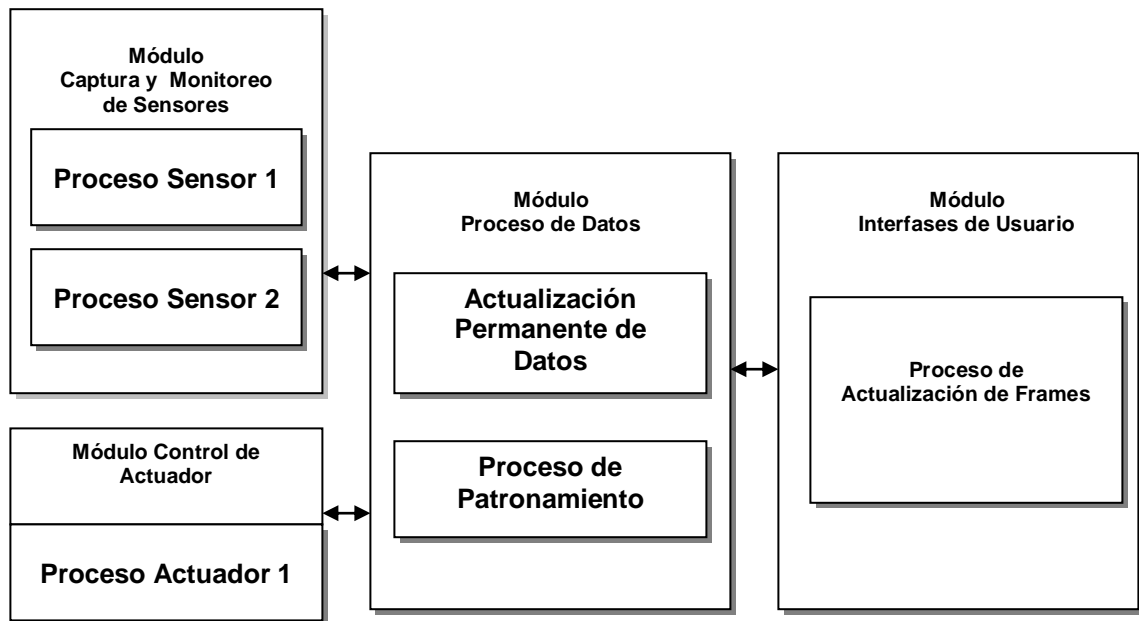 Módulo
Captura y Monitoreo
de Sensores
Proceso Sensor 1
Proceso Sensor 2
Módulo Control de
Actuador
Proceso Actuador 1
Módulo
Proceso de Datos
Actualización
Permanente de
Datos
Proceso de
Patronamiento
Módulo
Interfases de Usuario
Proceso de
Actualización de Frames